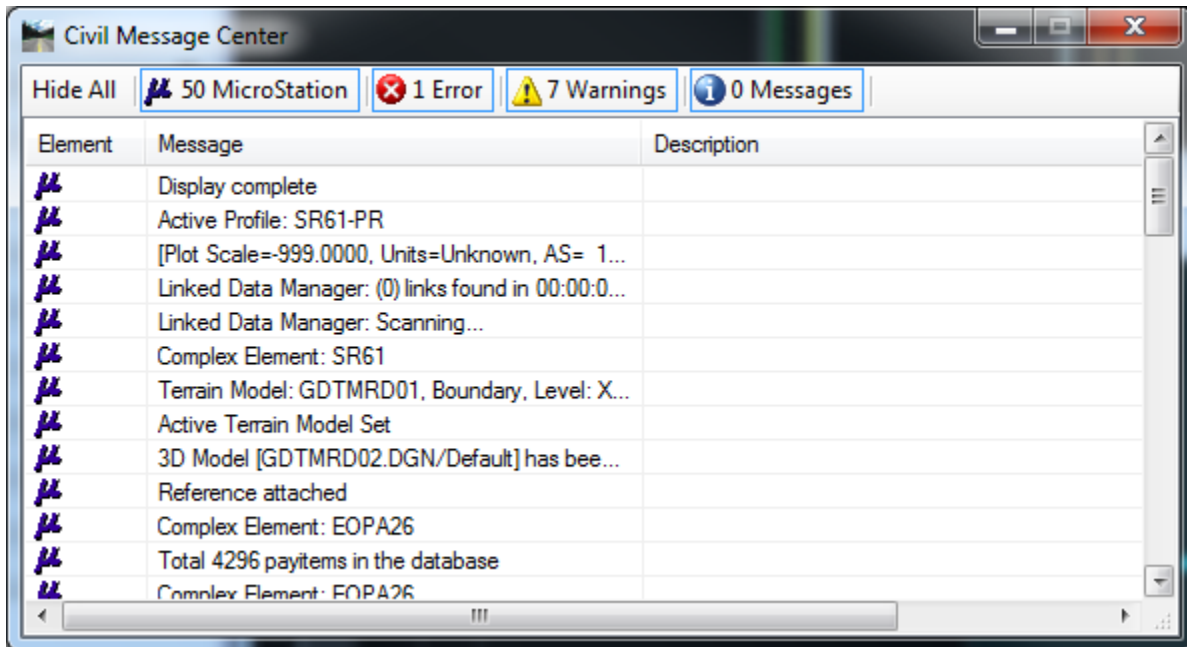 Civil Message Center
Hide All µ 50 MicroStation 1 Error 7 Warnings 0 Messages
Element Message Description
µ Display complete
µ Active Profile: SR61-PR
µ [Plot Scale=-999.0000, Units=Unknown, AS= 1...
µ Linked Data Manager: (0) links found in 00:00:0...
µ Linked Data Manager: Scanning...
µ Complex Element: SR61
µ Terrain Model: GDTMRD01, Boundary, Level: X...
µ Active Terrain Model Set
µ 3D Model [GDTMRD02.DGN/Default] has bee...
µ Reference attached
µ Complex Element: EOPA26
µ Total 4296 payitems in the database
µ Complex Element: EOPA26